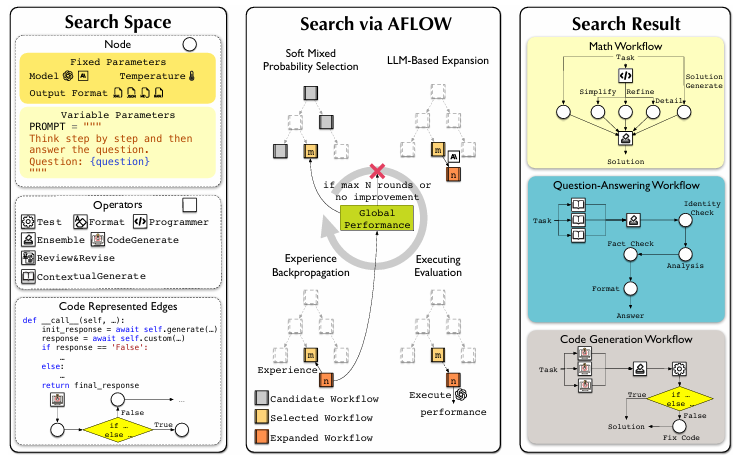 Search Space
Node
Fixed Parameters
Model
Temperature
Output Format
Variable Parameters
PROMPT = """
Think step by step and then
answer the question.
Question: {question}
"""
Operators
Test
Format
Programmer
Ensemble
CodeGenerate
Review&Revise
ContextualGenerate
Code Represented Edges
def __call__(self, …):
init_response = await self.generate(…)
response = await self.custom(…)
if response == 'False':
…
else:
…
return final_response
…
False
if …
else …
True
Search via AFLOW
Soft Mixed
Probability Selection
LLM-Based Expansion
m
m
n
if max N rounds or
no improvement
Global
Performance
Experience
Backpropagation
Executing
Evaluation
m
m
Experience
n
n
Execute
performance
Candidate Workflow
Selected Workflow
Expanded Workflow
Search Result
Math Workflow
Task
Solution
Generate
Simplify
Refine
Detail
Solution
Question-Answering Workflow
Identity
Check
Task
Fact Check
Analysis
Format
Answer
Code Generation Workflow
Task
True
if …
else …
False
Solution
Fix Code